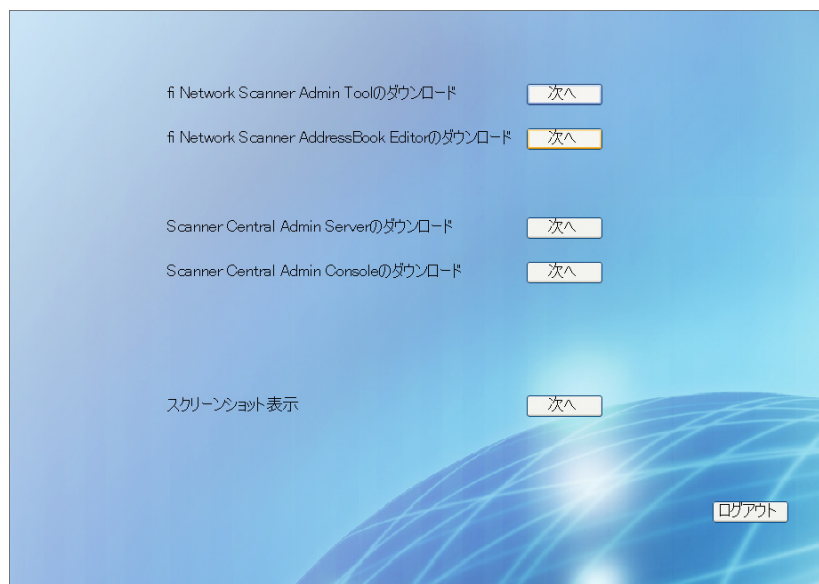 fi Network Scanner Admin Toolのダウンロード 次へ
fi Network Scanner AddressBook Editorのダウンロード 次へ
Scanner Central Admin Serverのダウンロード 次へ
Scanner Central Admin Consoleのダウンロード 次へ
スクリーンショット表示 次へ
ログアウト